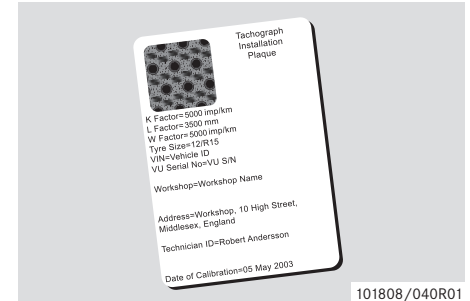 Tachograph
Installation
Plaque
K Factor=5000 imp/km
L Factor=3500 mm
W Factor=5000 imp/km
Tyre Size=12/R15
VIN=Vehicle ID
VU Serial No=VU S/N
Workshop=Workshop Name
Address=Workshop, 10 High Street,
Middlesex, England
Technician ID=Robert Andersson
Date of Calibration=05 May 2003
101808/040R01